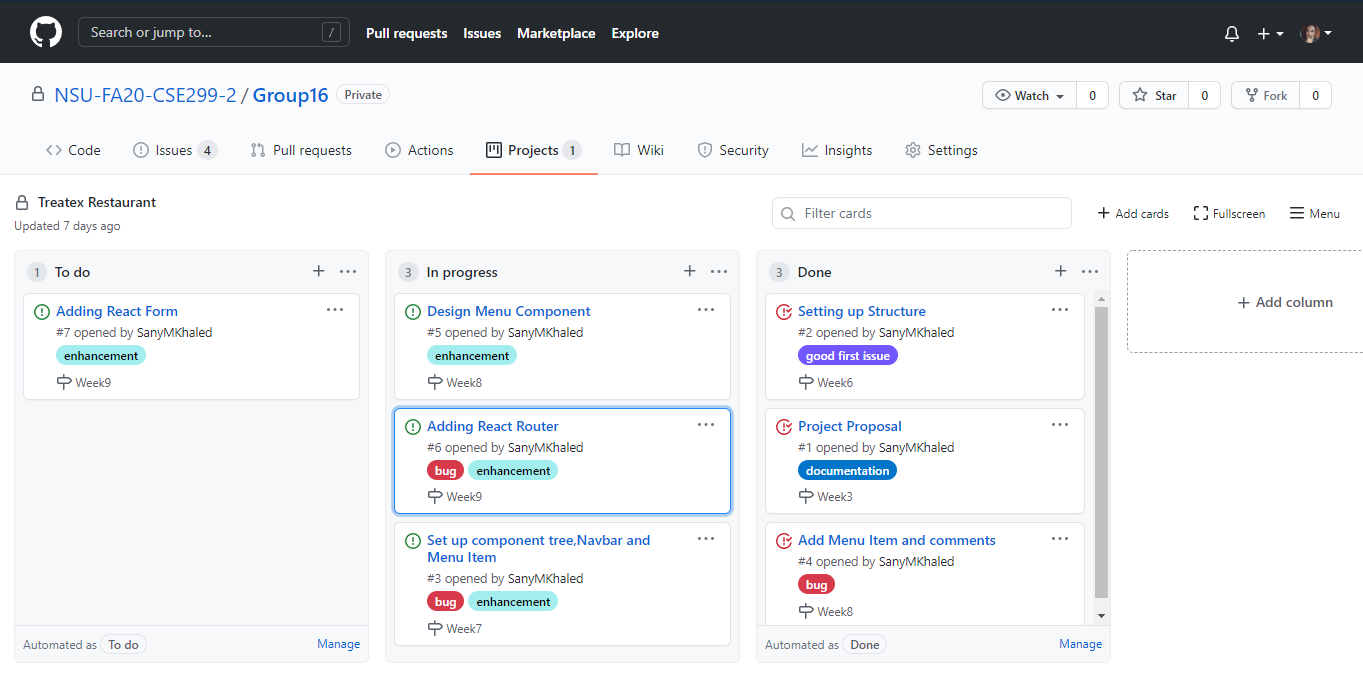 Search or jump to... /
Pull requests Issues Marketplace Explore
NSU-FA20-CSE299-2 / Group16 Private
Watch 0 Star 0 Fork 0
Code Issues 4 Pull requests Actions Projects 1 Wiki Security Insights Settings
Treatex Restaurant
Updated 7 days ago
Filter cards
Add cards Fullscreen Menu
1 To do
Adding React Form
#7 opened by SanyMKhaled
enhancement
Week9
Automated as To do Manage
3 In progress
Design Menu Component
#5 opened by SanyMKhaled
enhancement
Week8
Adding React Router
#6 opened by SanyMKhaled
bug enhancement
Week9
Set up component tree,Navbar and
Menu Item
#3 opened by SanyMKhaled
bug enhancement
Week7
3 Done
Setting up Structure
#2 opened by SanyMKhaled
good first issue
Week6
Project Proposal
#1 opened by SanyMKhaled
documentation
Week3
Add Menu Item and comments
#4 opened by SanyMKhaled
bug
Week8
Automated as Done Manage
Add column